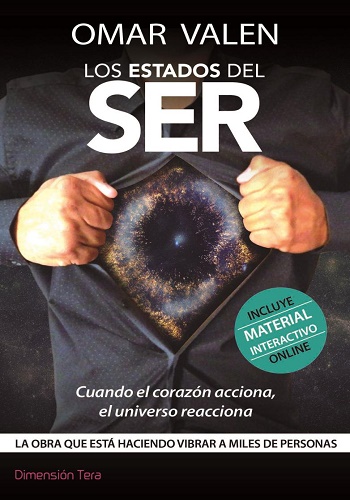 OMAR VALEN
LOS ESTADOS DEL
SER
INCLUYE
MATERIAL
INTERACTIVO
ONLINE
Cuando el corazón acciona,
el universo reacciona
LA OBRA QUE ESTÁ HACIENDO VIBRAR A MILES DE PERSONAS
Dimensión Tera